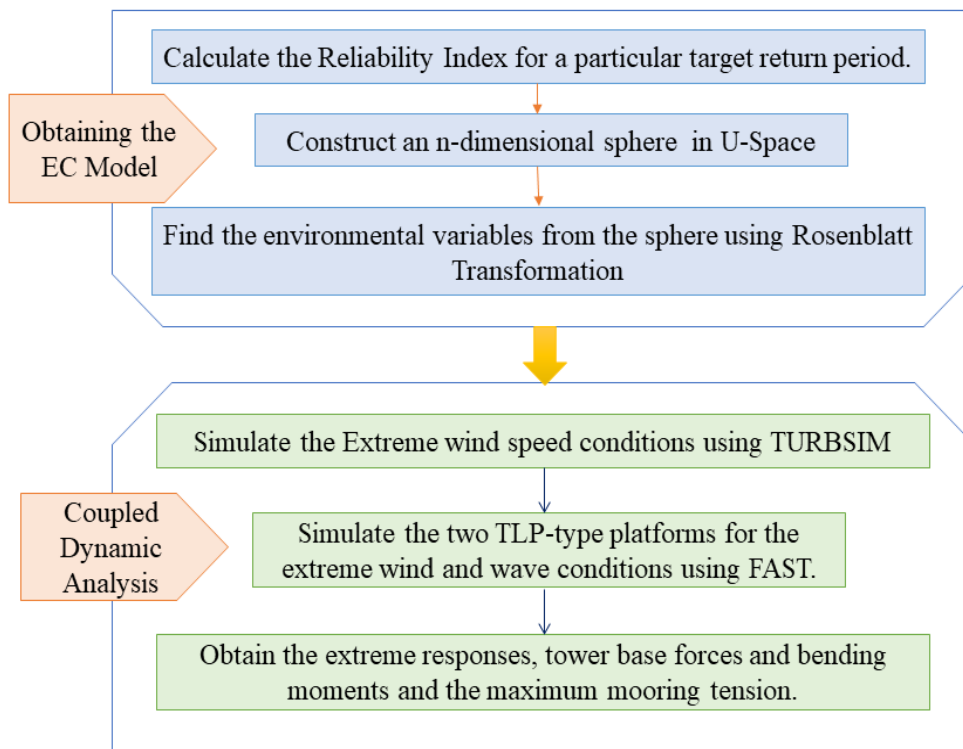 Calculate the Reliability Index for a particular target return period.
Obtaining the
EC Model
Construct an n-dimensional sphere in U-Space
Find the environmental variables from the sphere using Rosenblatt
Transformation
Simulate the Extreme wind speed conditions using TURBSIM
Coupled
Dynamic
Analysis
Simulate the two TLP-type platforms for the
extreme wind and wave conditions using FAST.
Obtain the extreme responses, tower base forces and bending
moments and the maximum mooring tension.